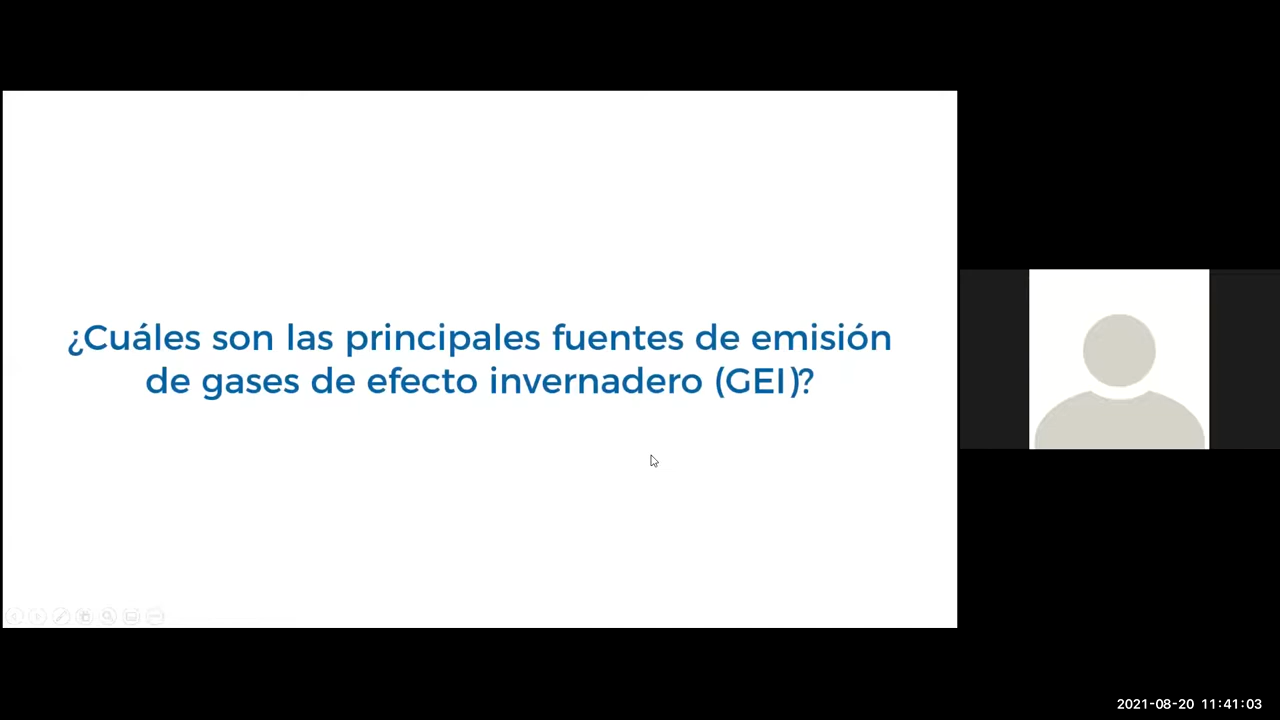 ¿Cuáles son las principales fuentes de emisión
de gases de efecto invernadero (GEI)?
2021-08-20 11:41:03